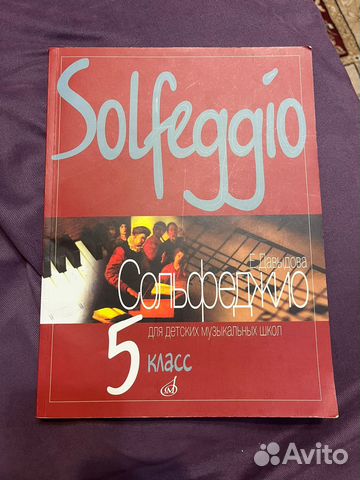 Solfeggio
Е. Давыдова
Сольфеджио
для детских музыкальных школ
5 класс
Avito